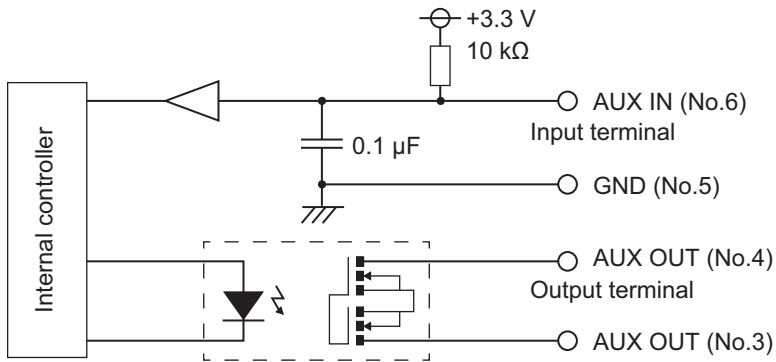 +3.3 V
10 kΩ
AUX IN (No.6)
Input terminal
0.1 μF
GND (No.5)
Internal controller
AUX OUT (No.4)
Output terminal
AUX OUT (No.3)